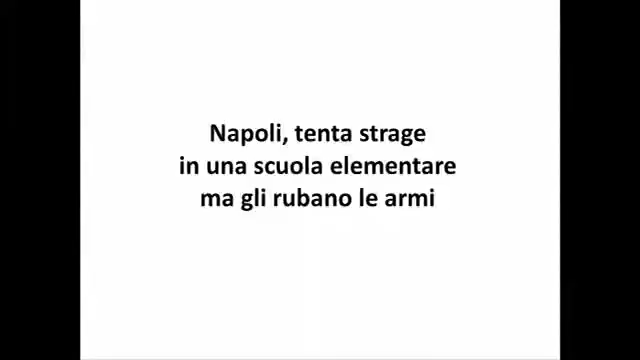 Napoli, tenta strage
in una scuola elementare
ma gli rubano le armi